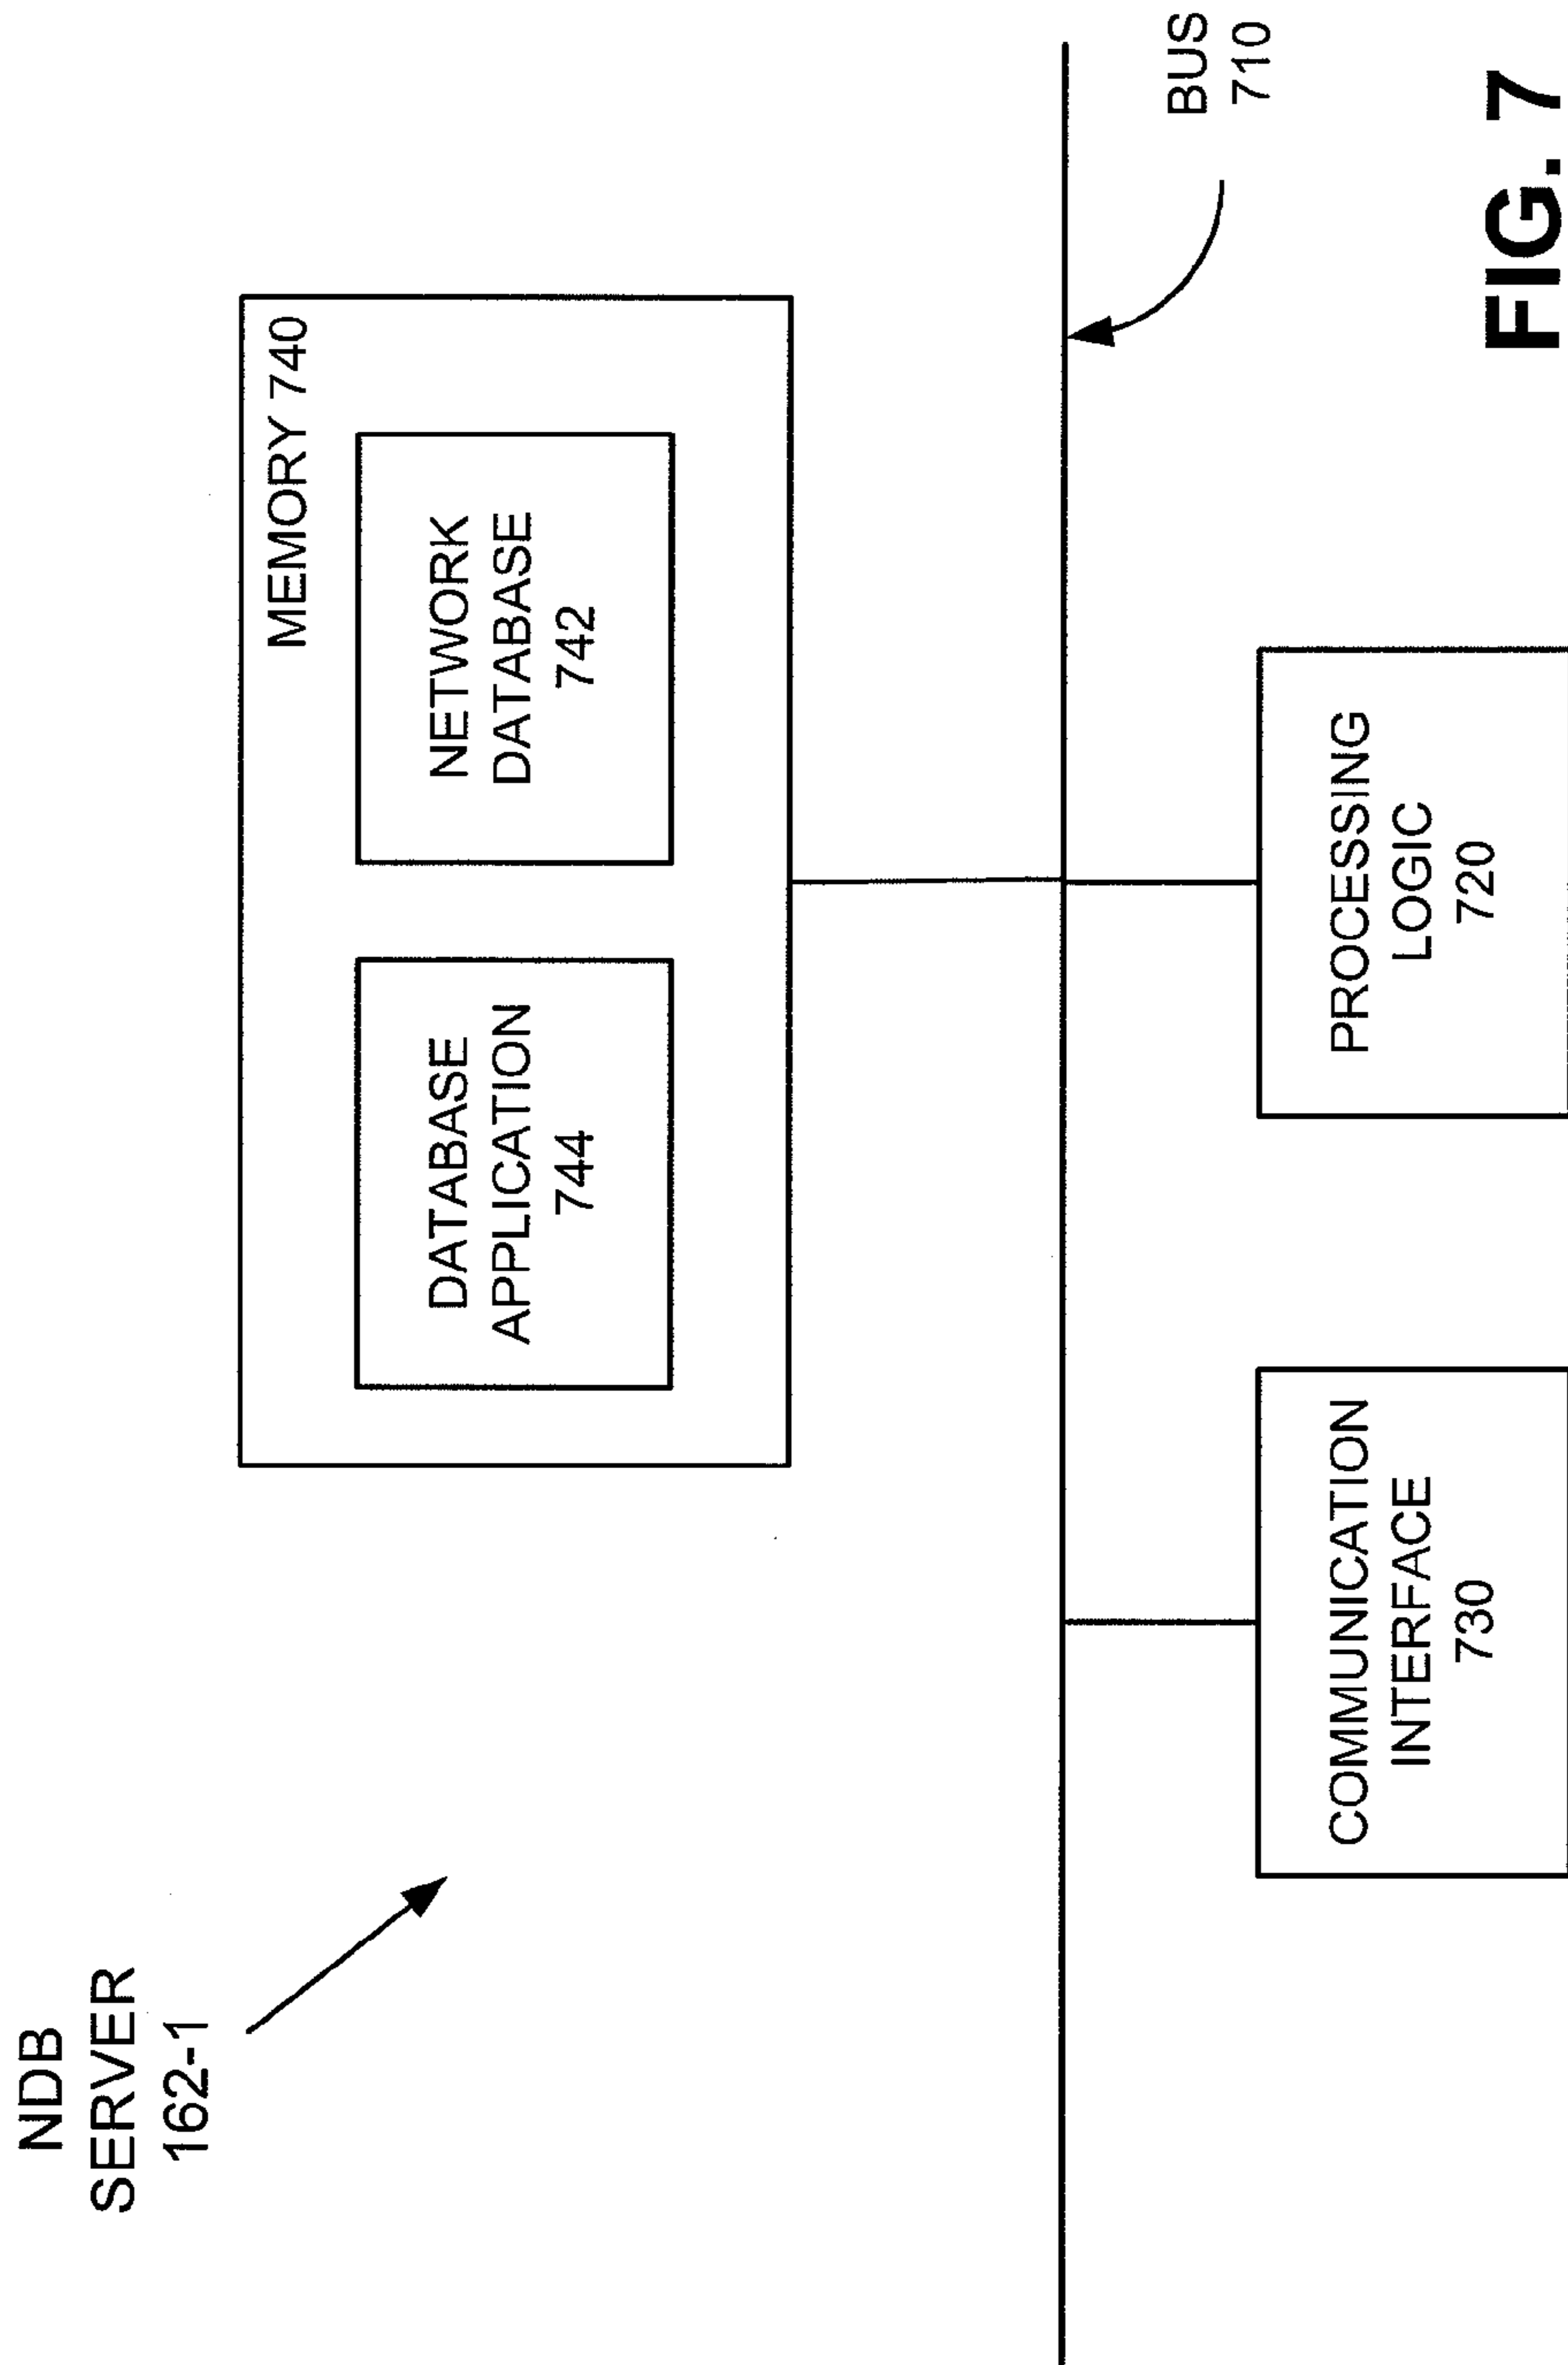 NDB
SERVER
162-1
MEMORY 740
DATABASE
APPLICATION
744
NETWORK
DATABASE
742
BUS
710
COMMUNICATION
INTERFACE
730
PROCESSING
LOGIC
720
FIG. 7